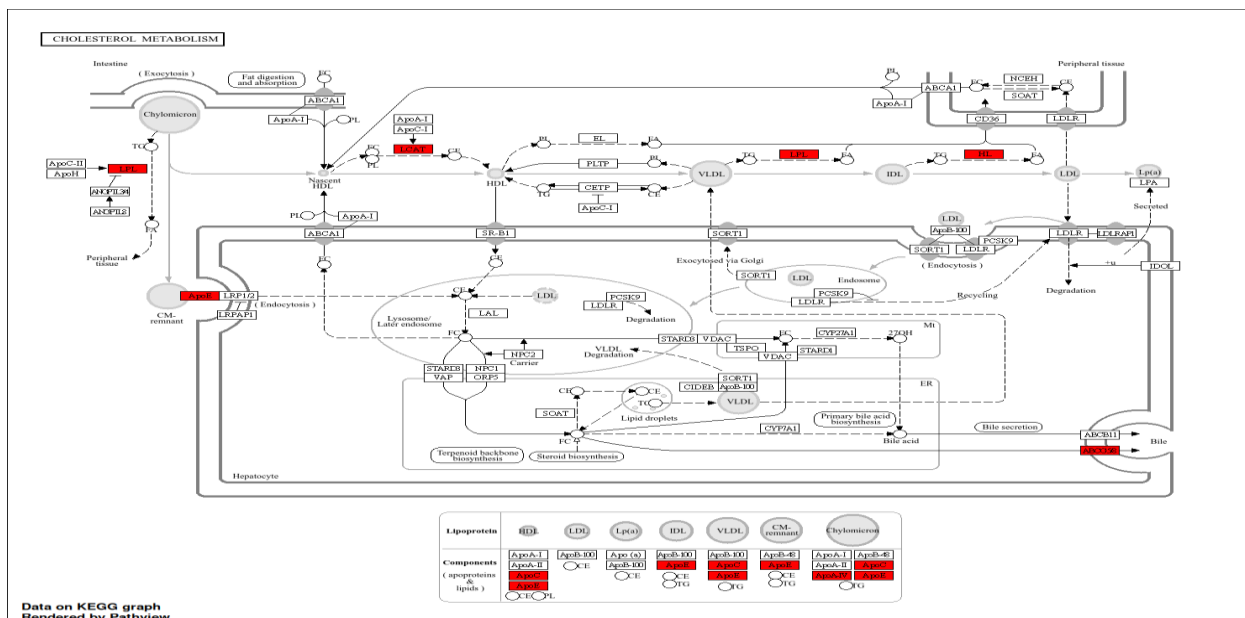 CHOLESTEROL METABOLISM
Intestine
( Exocytosis )
Fat digestion
and absorption
FC
ABCA1
Chylomicron
ApoA-I
PL
TG
ApoC-II
ApoH
LPL
ANGPTL3/4
ANGPTL8
FA
Peripheral
tissue
ApoA-I
ApoC-I
FC
PL
LCAT
CE
Nascent
HDL
HDL
PL
EL
FA
PL
PLTP
PL
TG
CETP
CE
ApoC-I
VLDL
TG
LPL
FA
IDL
TG
HL
FA
LDL
Lp(a)
LPA
Secreted
Peripheral tissue
PL
ApoA-I
ABCA1
FC
NCEH
CE
SOAT
CD36
LDLR
PL
ApoA-I
ABCA1
FC
SR-B1
CE
SORT1
Exocytosed via Golgi
LDL
ApoB-100
SORT1
LDLR
PCSK9
( Endocytosis )
LDLR
LDLRAP1
+u
IDOL
Degradation
Recycling
SORT1
LDL
Endosome
PCSK9
LDLR
CM-
remnant
ApoE
LRP1/2
LRPAP1
( Endocytosis )
CE
LDL
LAL
Lysosome/
Later endosome
FC
PCSK9
LDLR
Degradation
NPC2
Carrier
VLDL
Degradation
STARD3
VDAC
FC
CYP27A1
27OH
Mt
TSPO
VDAC
STARD1
STARD3
VAP
NPC1
ORP5
SORT1
CIDEB
ApoB-100
VLDL
ER
CE
CE
TG
Lipid droplets
SOAT
FC
CYP7A1
Primary bile acid
biosynthesis
Bile acid
Bile secretion
ABCB11
ABCG5/8
Bile
Terpenoid backbone
biosynthesis
Steroid biosynthesis
Hepatocyte
Lipoprotein
HDL
LDL
Lp(a)
IDL
VLDL
CM-
remnant
Chylomicron
Components
( apoproteins
&
lipids )
ApoA-I
ApoA-II
ApoC
ApoE
CE
PL
ApoB-100
CE
Apo (a)
ApoB-100
CE
ApoB-100
ApoE
CE
TG
ApoB-100
ApoC
ApoE
TG
ApoB-48
ApoE
CE
TG
ApoA-I
ApoB-48
ApoA-II
ApoC
ApoA-IV
ApoE
TG
Data on KEGG graph
Rendered by Pathview